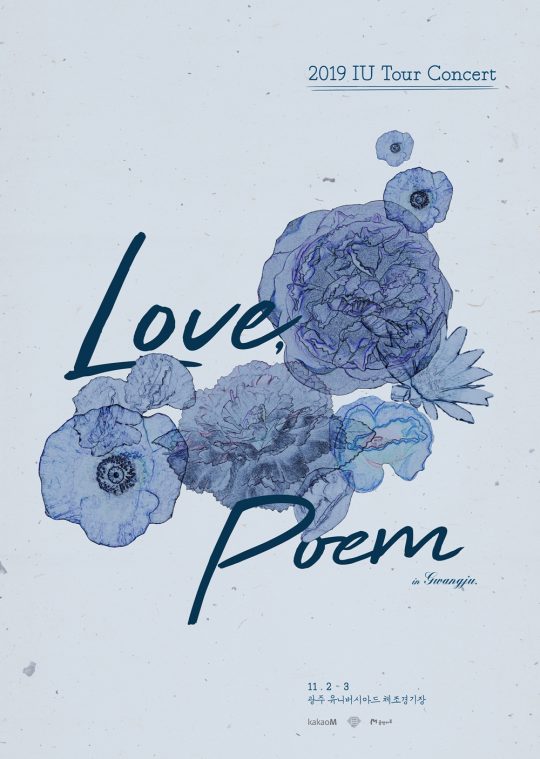 2019 IU Tour Concert
Love,
Poem
in Gwangju.
11 . 2 - 3
광주 유니버시아드 체조경기장
kakaoM